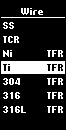 Wire
SS
TCR
Ni TFR
Ti TFR
304 TFR
316 TFR
316L TFR